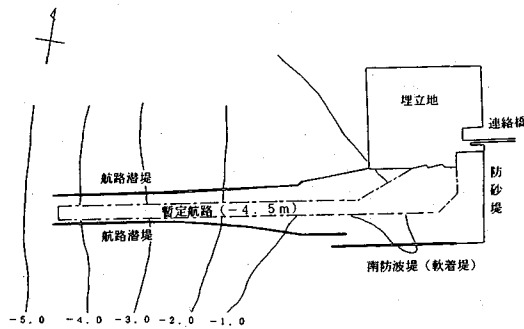 埋立地
連絡橋
航路潜堤
防砂堤
暫定航路(-4.5m)
航路潜堤
南防波堤(軟着堤)
-5.0 -4.0 -3.0 -2.0 -1.0